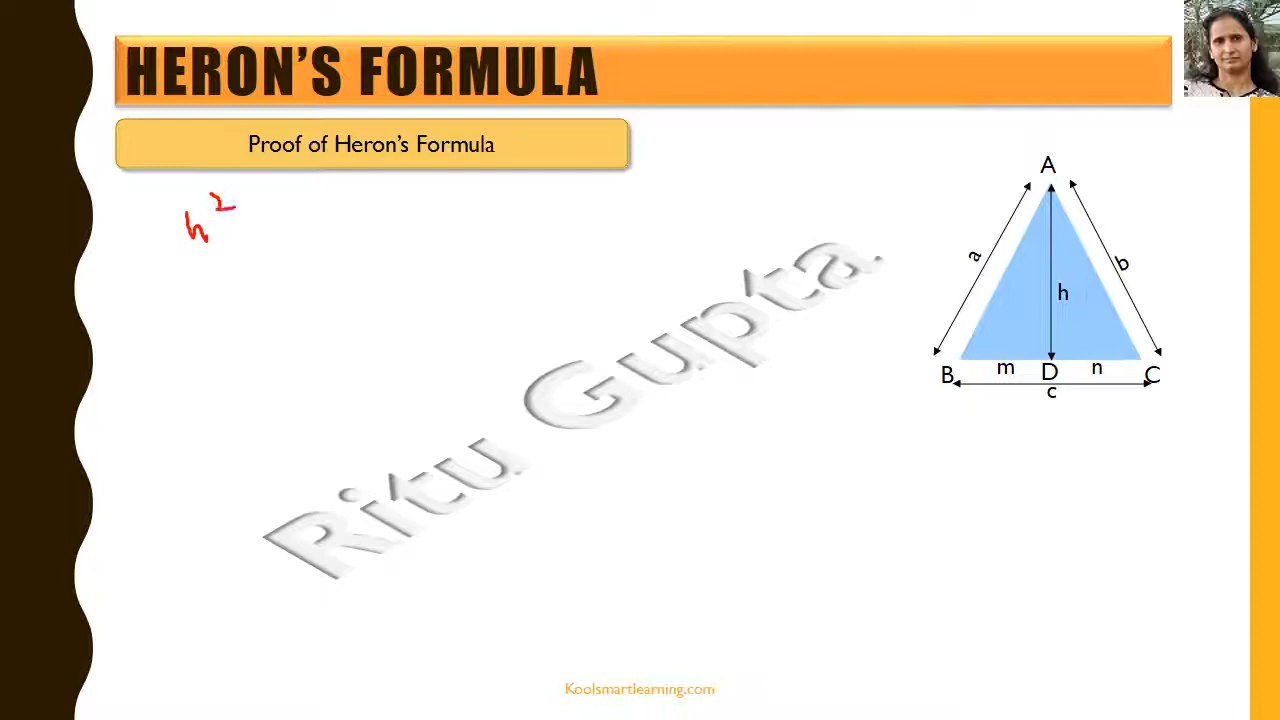 HERON'S FORMULA
Proof of Heron's Formula
h²
A
a
b
h
B m D n C
c
Ritu Gupta
Koolsmartlearning.com